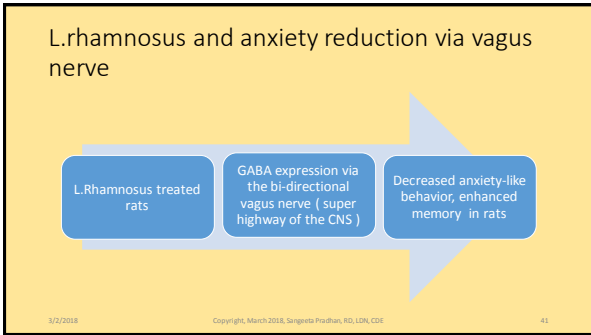 L.rhamnosus and anxiety reduction via vagus
nerve
L.Rhamnosus treated
rats
GABA expression via
the bi-directional
vagus nerve ( super
highway of the CNS )
Decreased anxiety-like
behavior, enhanced
memory in rats
3/2/2018
Copyright, March 2018, Sangeeta Pradhan, RD, LDN, CDE
41